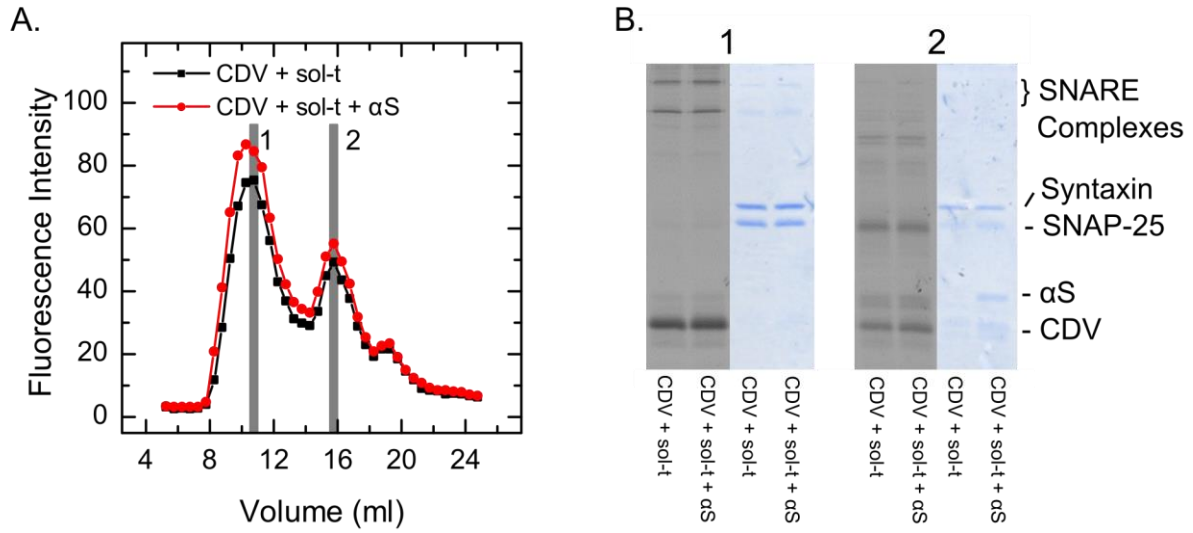 A.
CDV + sol-t
CDV + sol-t + αS
1
2
Fluorescence Intensity
100
80
60
40
20
0
4
8
12
16
20
24
Volume (ml)
B.
1
2
} SNARE
Complexes
Syntaxin
- SNAP-25
- αS
- CDV
CDV + sol-t
CDV + sol-t + αS
CDV + sol-t
CDV + sol-t + αS
CDV + sol-t
CDV + sol-t + αS
CDV + sol-t
CDV + sol-t + αS